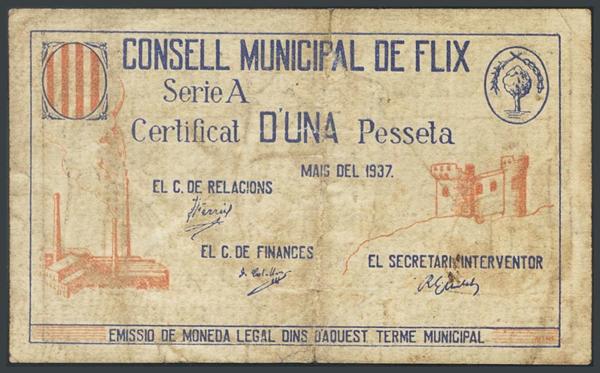 CONSELL MUNICIPAL DE FLIX
Serie A
Certificat D'UNA Pesseta
MAIG DEL 1937.
EL C. DE RELACIONS
EL C. DE FINANCES
EL SECRETARI INTERVENTOR
EMISSIO DE MONEDA LEGAL DINS D'AQUEST TERME MUNICIPAL